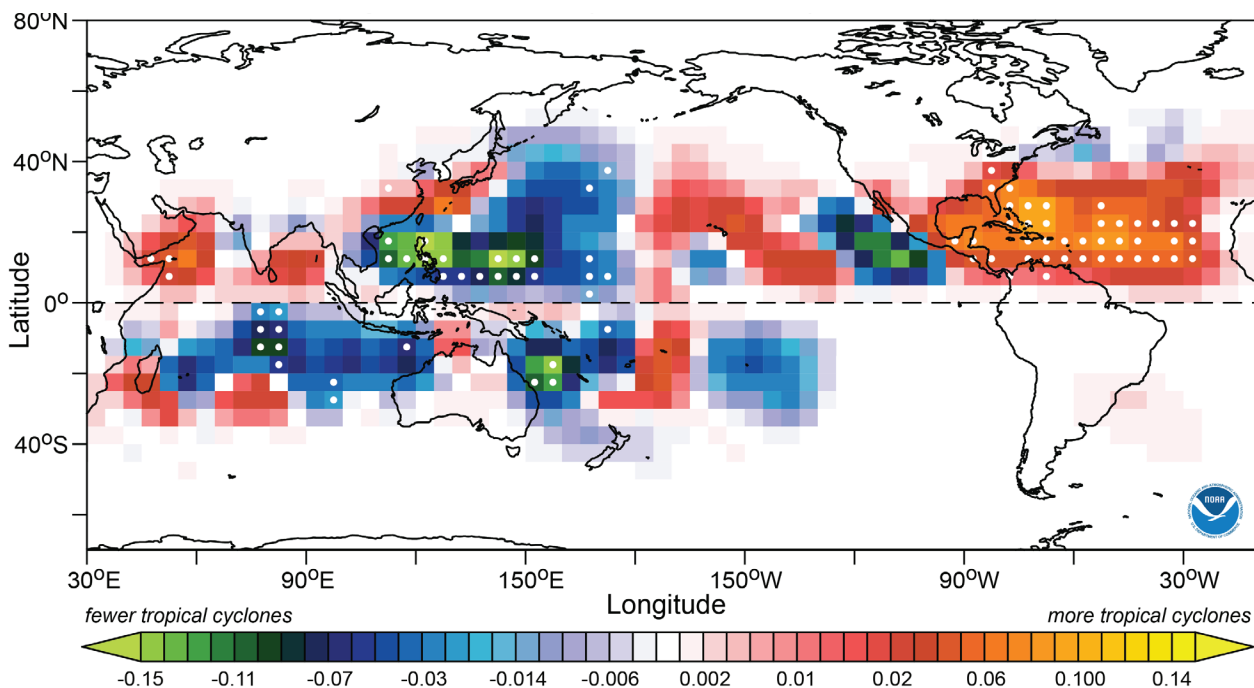 80°N
40°N
0°
40°S
Latitude
30°E 90°E 150°E 150°W 90°W 30°W
Longitude
NOAA
fewer tropical cyclones more tropical cyclones
-0.15 -0.11 -0.07 -0.03 -0.014 -0.006 0.002 0.01 0.02 0.06 0.100 0.14